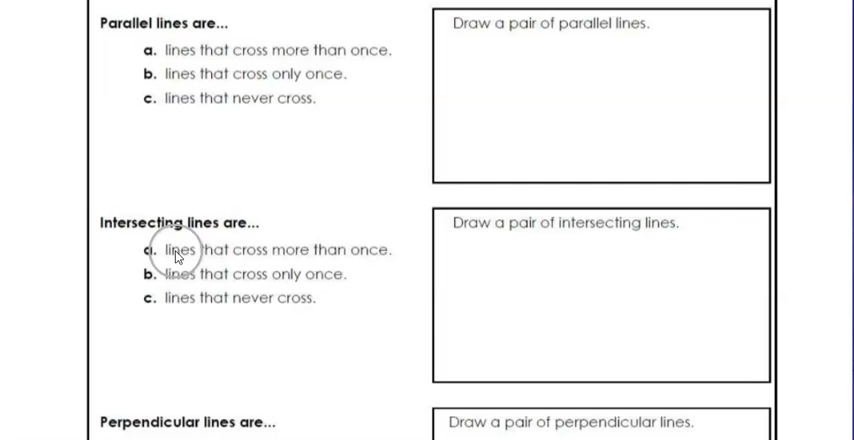 Parallel lines are...
a. lines that cross more than once.
b. lines that cross only once.
c. lines that never cross.
Draw a pair of parallel lines.
Intersecting lines are...
a. lines that cross more than once.
b. lines that cross only once.
c. lines that never cross.
Draw a pair of intersecting lines.
Perpendicular lines are...
Draw a pair of perpendicular lines.